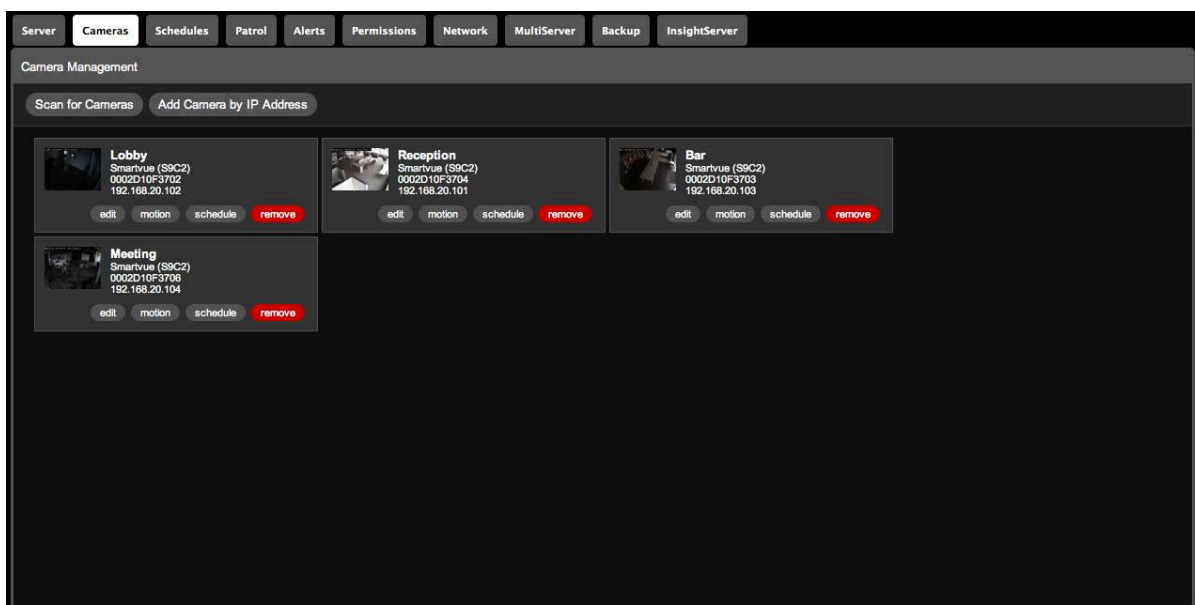 Server Cameras Schedules Patrol Alerts Permissions Network MultiServer Backup InsightServer
Camera Management
Scan for Cameras Add Camera by IP Address
Lobby
Smartvue (S9C2)
0002D10F3702
192.168.20.102
edit motion schedule remove
Reception
Smartvue (S9C2)
0002D10F3704
192.168.20.101
edit motion schedule remove
Bar
Smartvue (S9C2)
0002D10F3703
192.168.20.103
edit motion schedule remove
Meeting
Smartvue (S9C2)
0002D10F3706
192.168.20.104
edit motion schedule remove